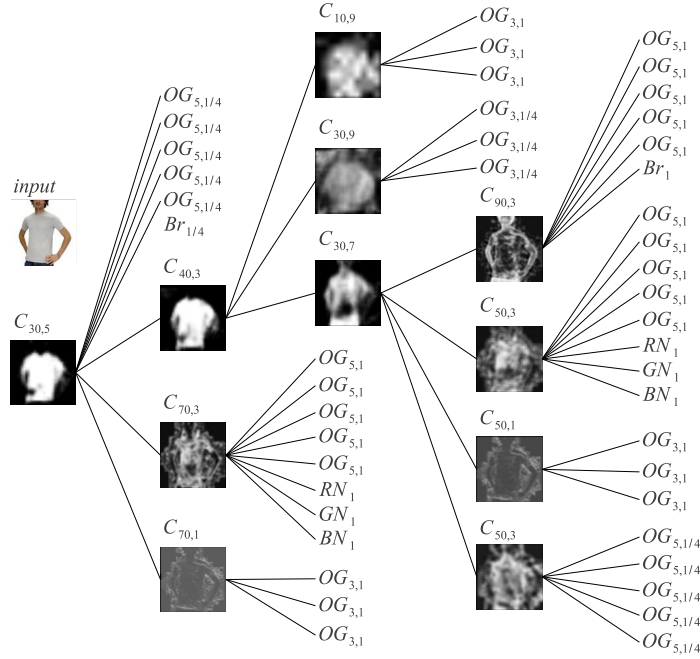 input
C30,5
OG5,1/4
OG5,1/4
OG5,1/4
OG5,1/4
OG5,1/4
Br1/4
C40,3
C70,3
C70,1
C10,9
OG3,1
OG3,1
OG3,1
C30,9
OG3,1/4
OG3,1/4
OG3,1/4
C30,7
OG5,1
OG5,1
OG5,1
OG5,1
OG5,1
RN1
GN1
BN1
OG3,1
OG3,1
OG3,1
C90,3
OG5,1
OG5,1
OG5,1
OG5,1
OG5,1
Br1
C50,3
OG5,1
OG5,1
OG5,1
OG5,1
OG5,1
RN1
GN1
BN1
C50,1
OG3,1
OG3,1
OG3,1
C50,3
OG5,1/4
OG5,1/4
OG5,1/4
OG5,1/4
OG5,1/4